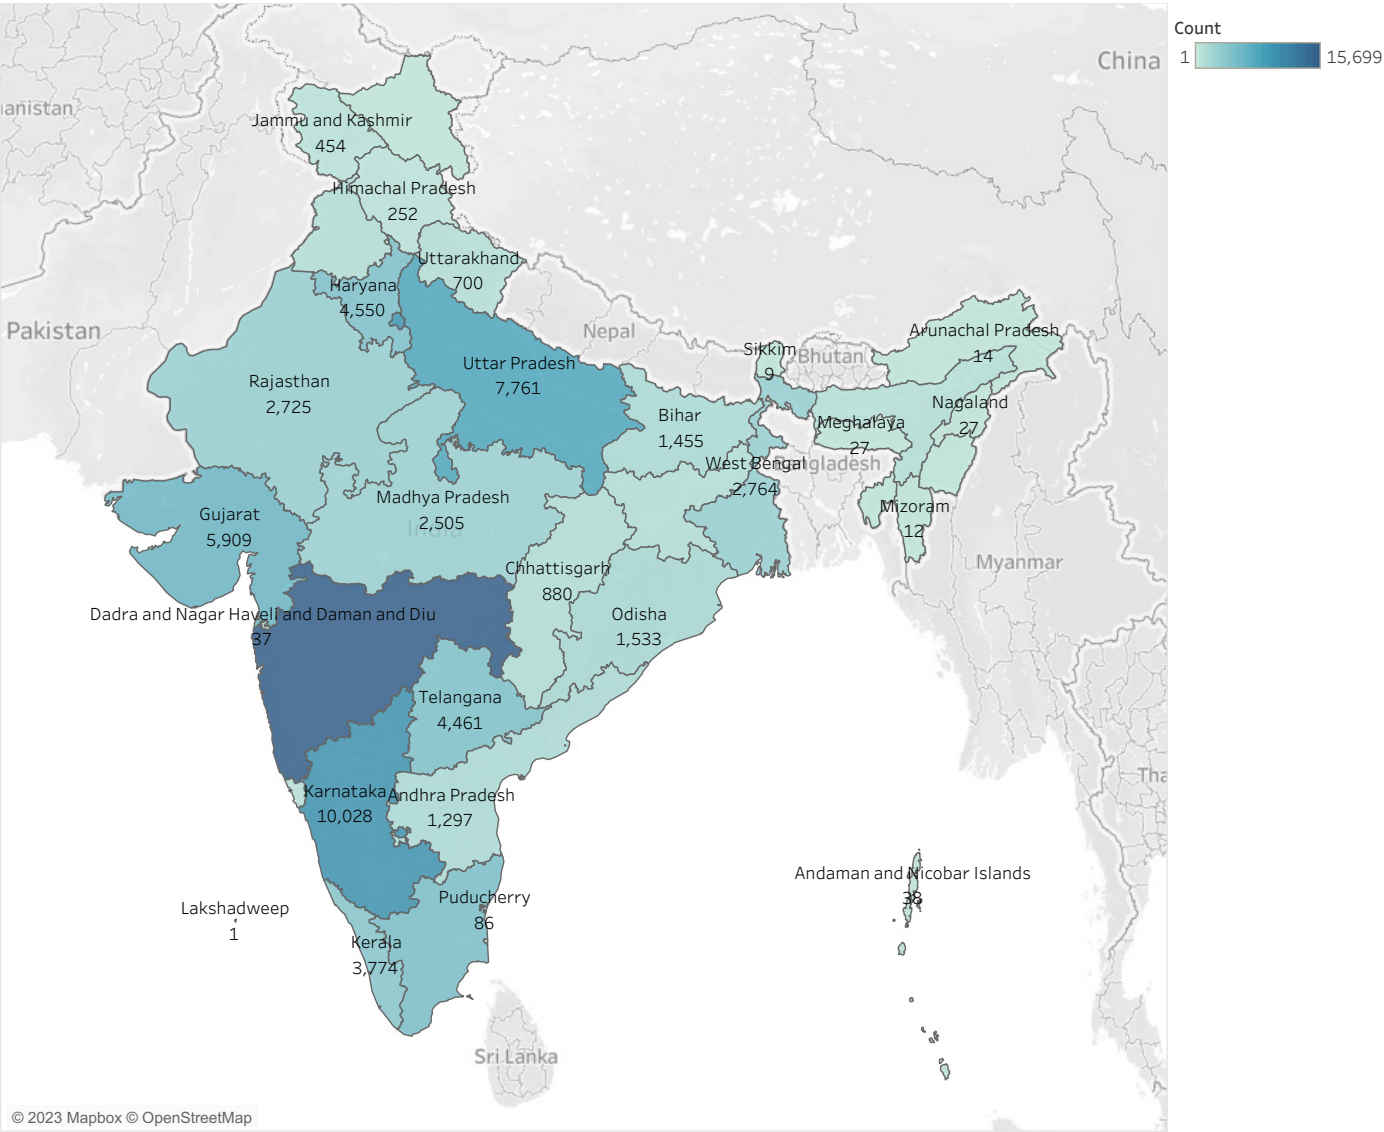 Count
1
15,699
China
anistan
Jammu and Kashmir
454
Himachal Pradesh
252
Uttarakhand
700
Haryana
4,550
Pakistan
Nepal
Sikkim
9
Bhutan
Arunachal Pradesh
14
Uttar Pradesh
7,761
Rajasthan
2,725
Bihar
1,455
Nagaland
27
Meghalaya
27
West Bengal
2,764
Bangladesh
Madhya Pradesh
2,505
India
Gujarat
5,909
Mizoram
12
Myanmar
Chhattisgarh
880
Dadra and Nagar Haveli and Daman and Diu
37
Odisha
1,533
Telangana
4,461
Tha
Karnataka
10,028
Andhra Pradesh
1,297
Andaman and Nicobar Islands
38
Puducherry
86
Lakshadweep
1
Kerala
3,774
Sri Lanka
© 2023 Mapbox © OpenStreetMap